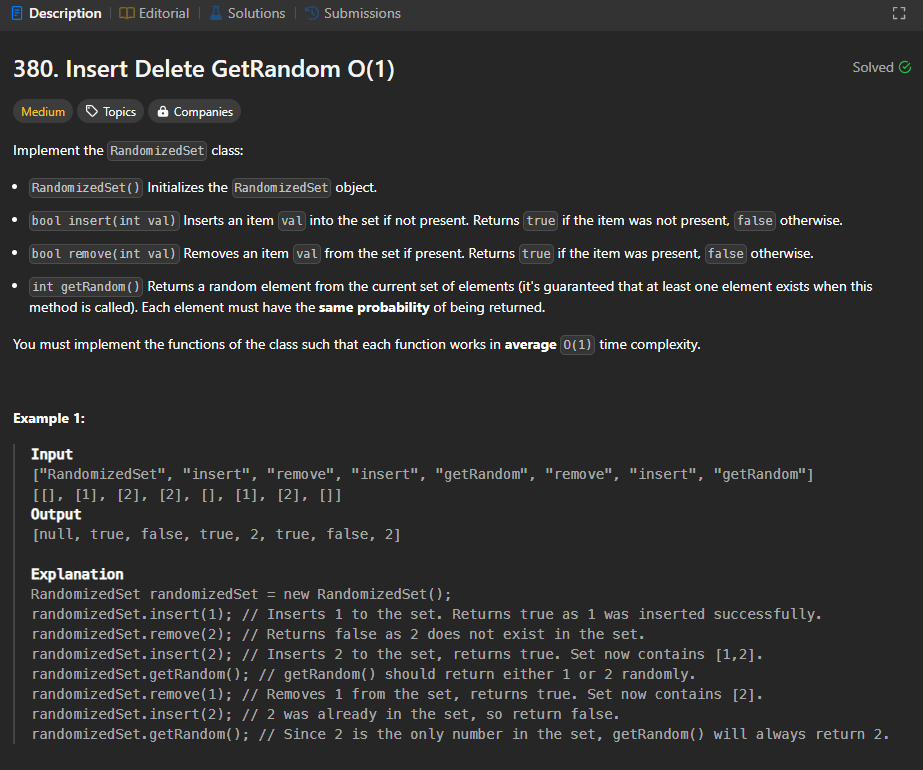 Description | Editorial | Solutions | Submissions
380. Insert Delete GetRandom O(1)
Solved
Medium Topics Companies
Implement the RandomizedSet class:
• RandomizedSet() Initializes the RandomizedSet object.
• bool insert(int val) Inserts an item val into the set if not present. Returns true if the item was not present, false otherwise.
• bool remove(int val) Removes an item val from the set if present. Returns true if the item was present, false otherwise.
• int getRandom() Returns a random element from the current set of elements (it's guaranteed that at least one element exists when this
method is called). Each element must have the same probability of being returned.
You must implement the functions of the class such that each function works in average O(1) time complexity.
Example 1:
Input
["RandomizedSet", "insert", "remove", "insert", "getRandom", "remove", "insert", "getRandom"]
[[], [1], [2], [2], [], [1], [2], []]
Output
[null, true, false, true, 2, true, false, 2]
Explanation
RandomizedSet randomizedSet = new RandomizedSet();
randomizedSet.insert(1); // Inserts 1 to the set. Returns true as 1 was inserted successfully.
randomizedSet.remove(2); // Returns false as 2 does not exist in the set.
randomizedSet.insert(2); // Inserts 2 to the set, returns true. Set now contains [1,2].
randomizedSet.getRandom(); // getRandom() should return either 1 or 2 randomly.
randomizedSet.remove(1); // Removes 1 from the set, returns true. Set now contains [2].
randomizedSet.insert(2); // 2 was already in the set, so return false.
randomizedSet.getRandom(); // Since 2 is the only number in the set, getRandom() will always return 2.